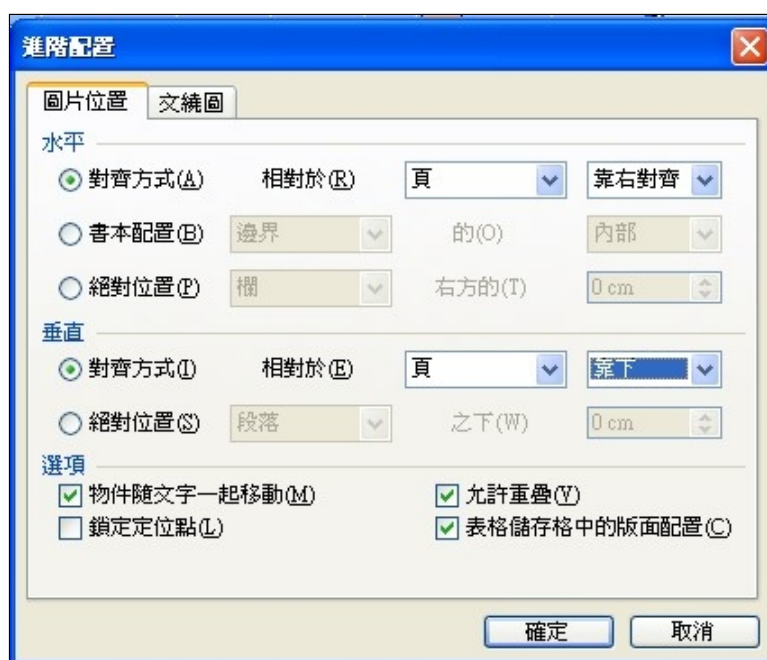 進階配置
圖片位置 文繞圖
水平
對齊方式(A) 相對於(R) 頁 靠右對齊
書本配置(B) 邊界 的(O) 內部
絕對位置(P) 欄 右方的(T) 0 cm
垂直
對齊方式(I) 相對於(E) 頁 靠下
絕對位置(S) 段落 之下(W) 0 cm
選項
物件隨文字一起移動(M) 允許重疊(V)
鎖定定位點(L) 表格儲存格中的版面配置(C)
確定 取消